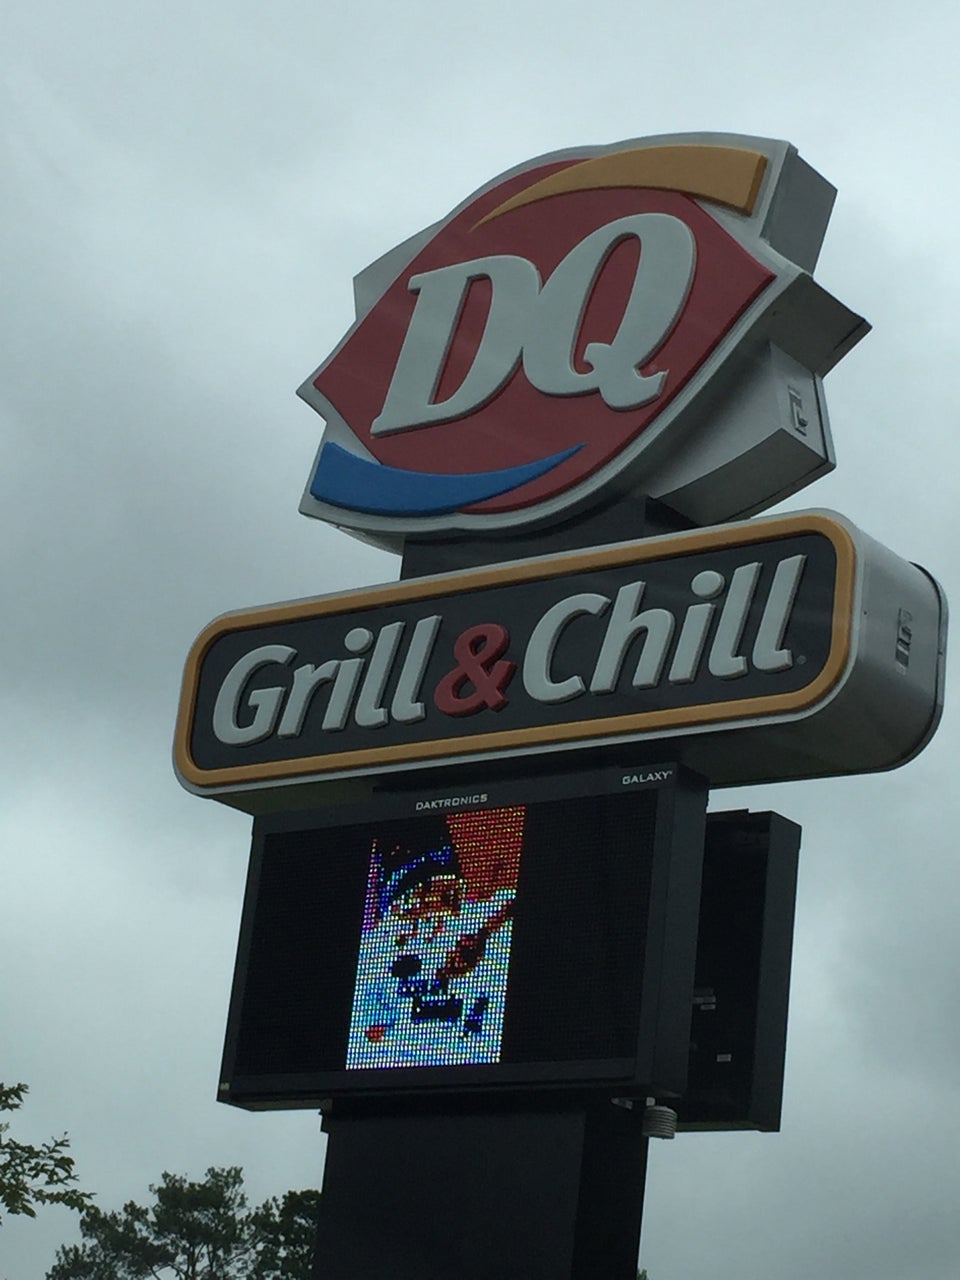 DQ
Grill & Chill
DAKTRONICS
GALAXY